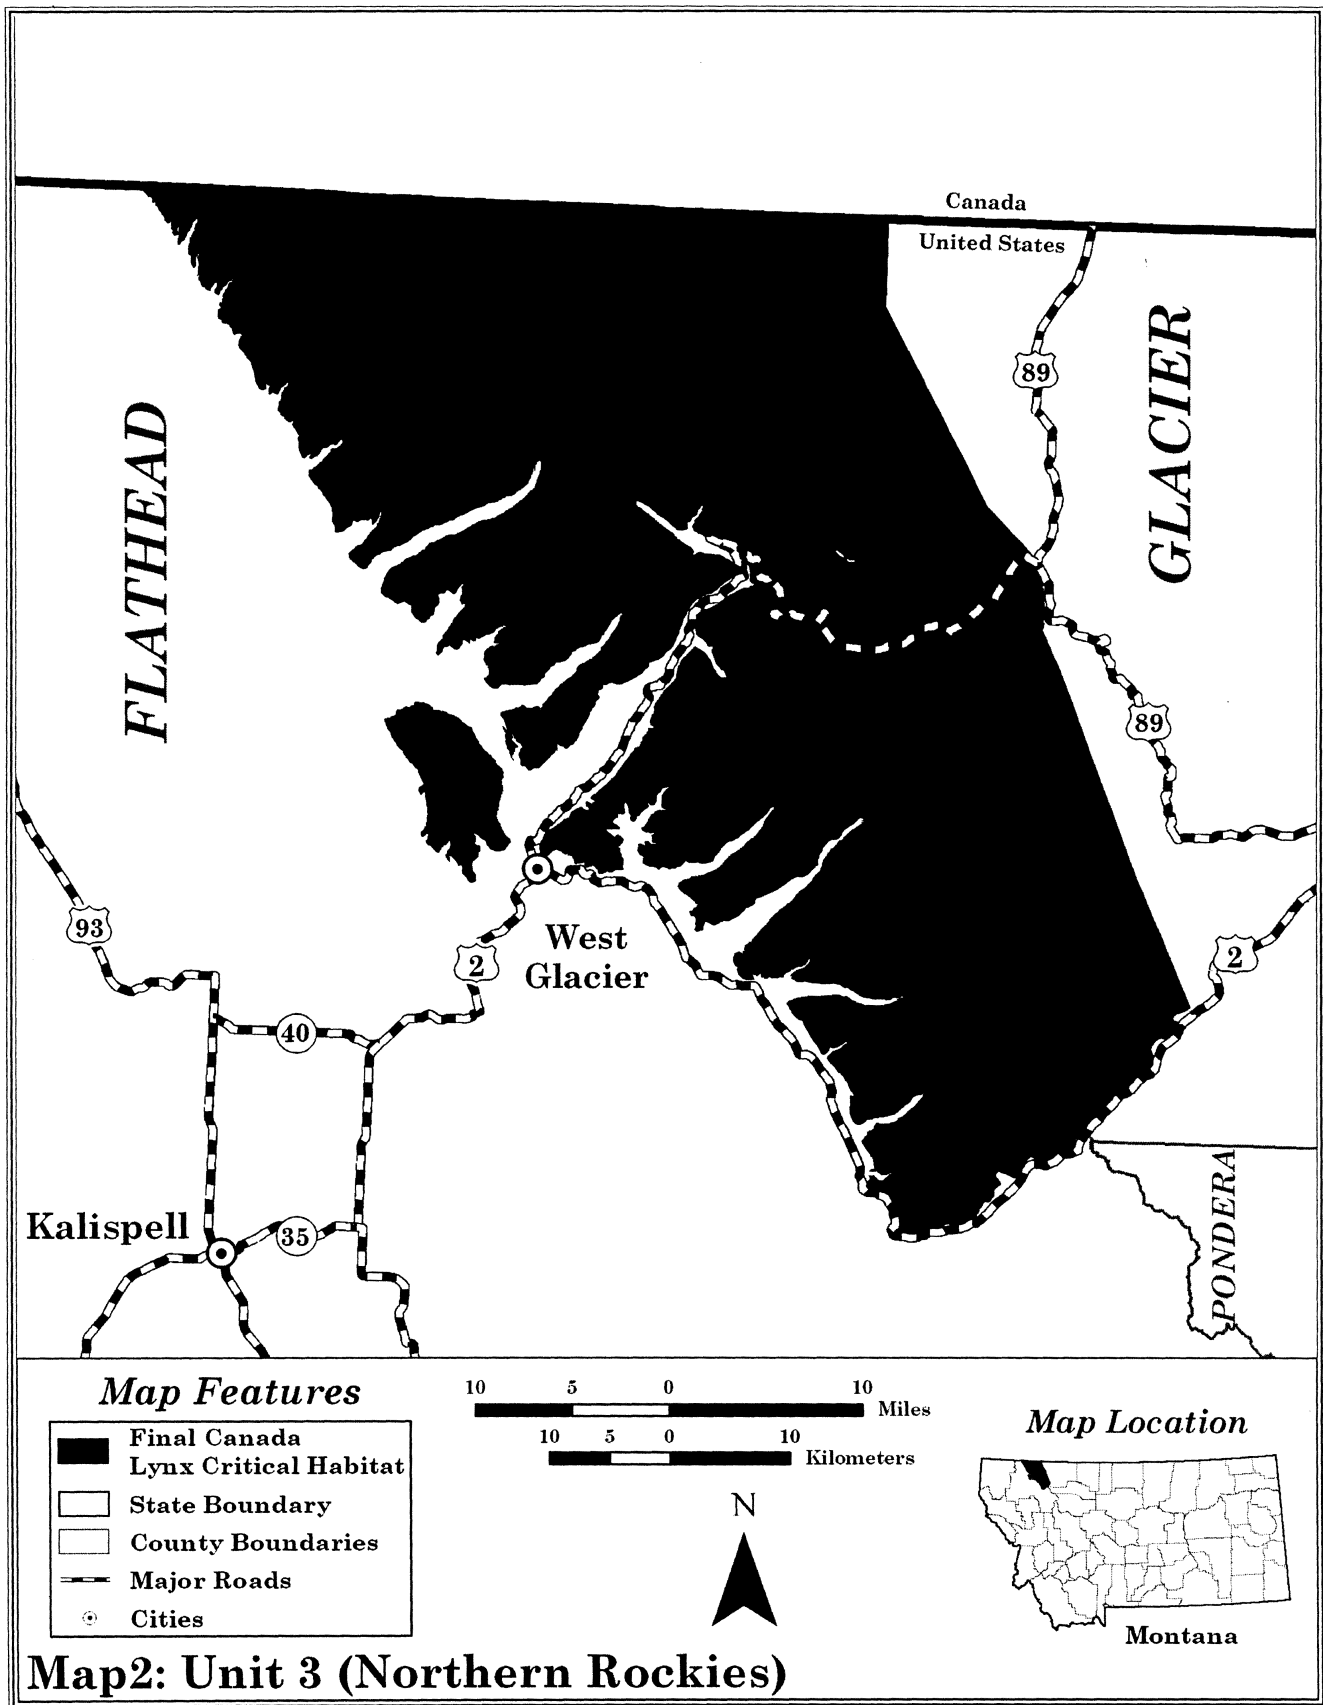 Canada
United States
89
GLACIER
FLATHEAD
89
93
2
West
Glacier
2
40
PONDERA
Kalispell
35
Map Features
Final Canada
Lynx Critical Habitat
State Boundary
County Boundaries
Major Roads
Cities
10 5 0 10
Miles
10 5 0 10
Kilometers
N
Map Location
Montana
Map2: Unit 3 (Northern Rockies)